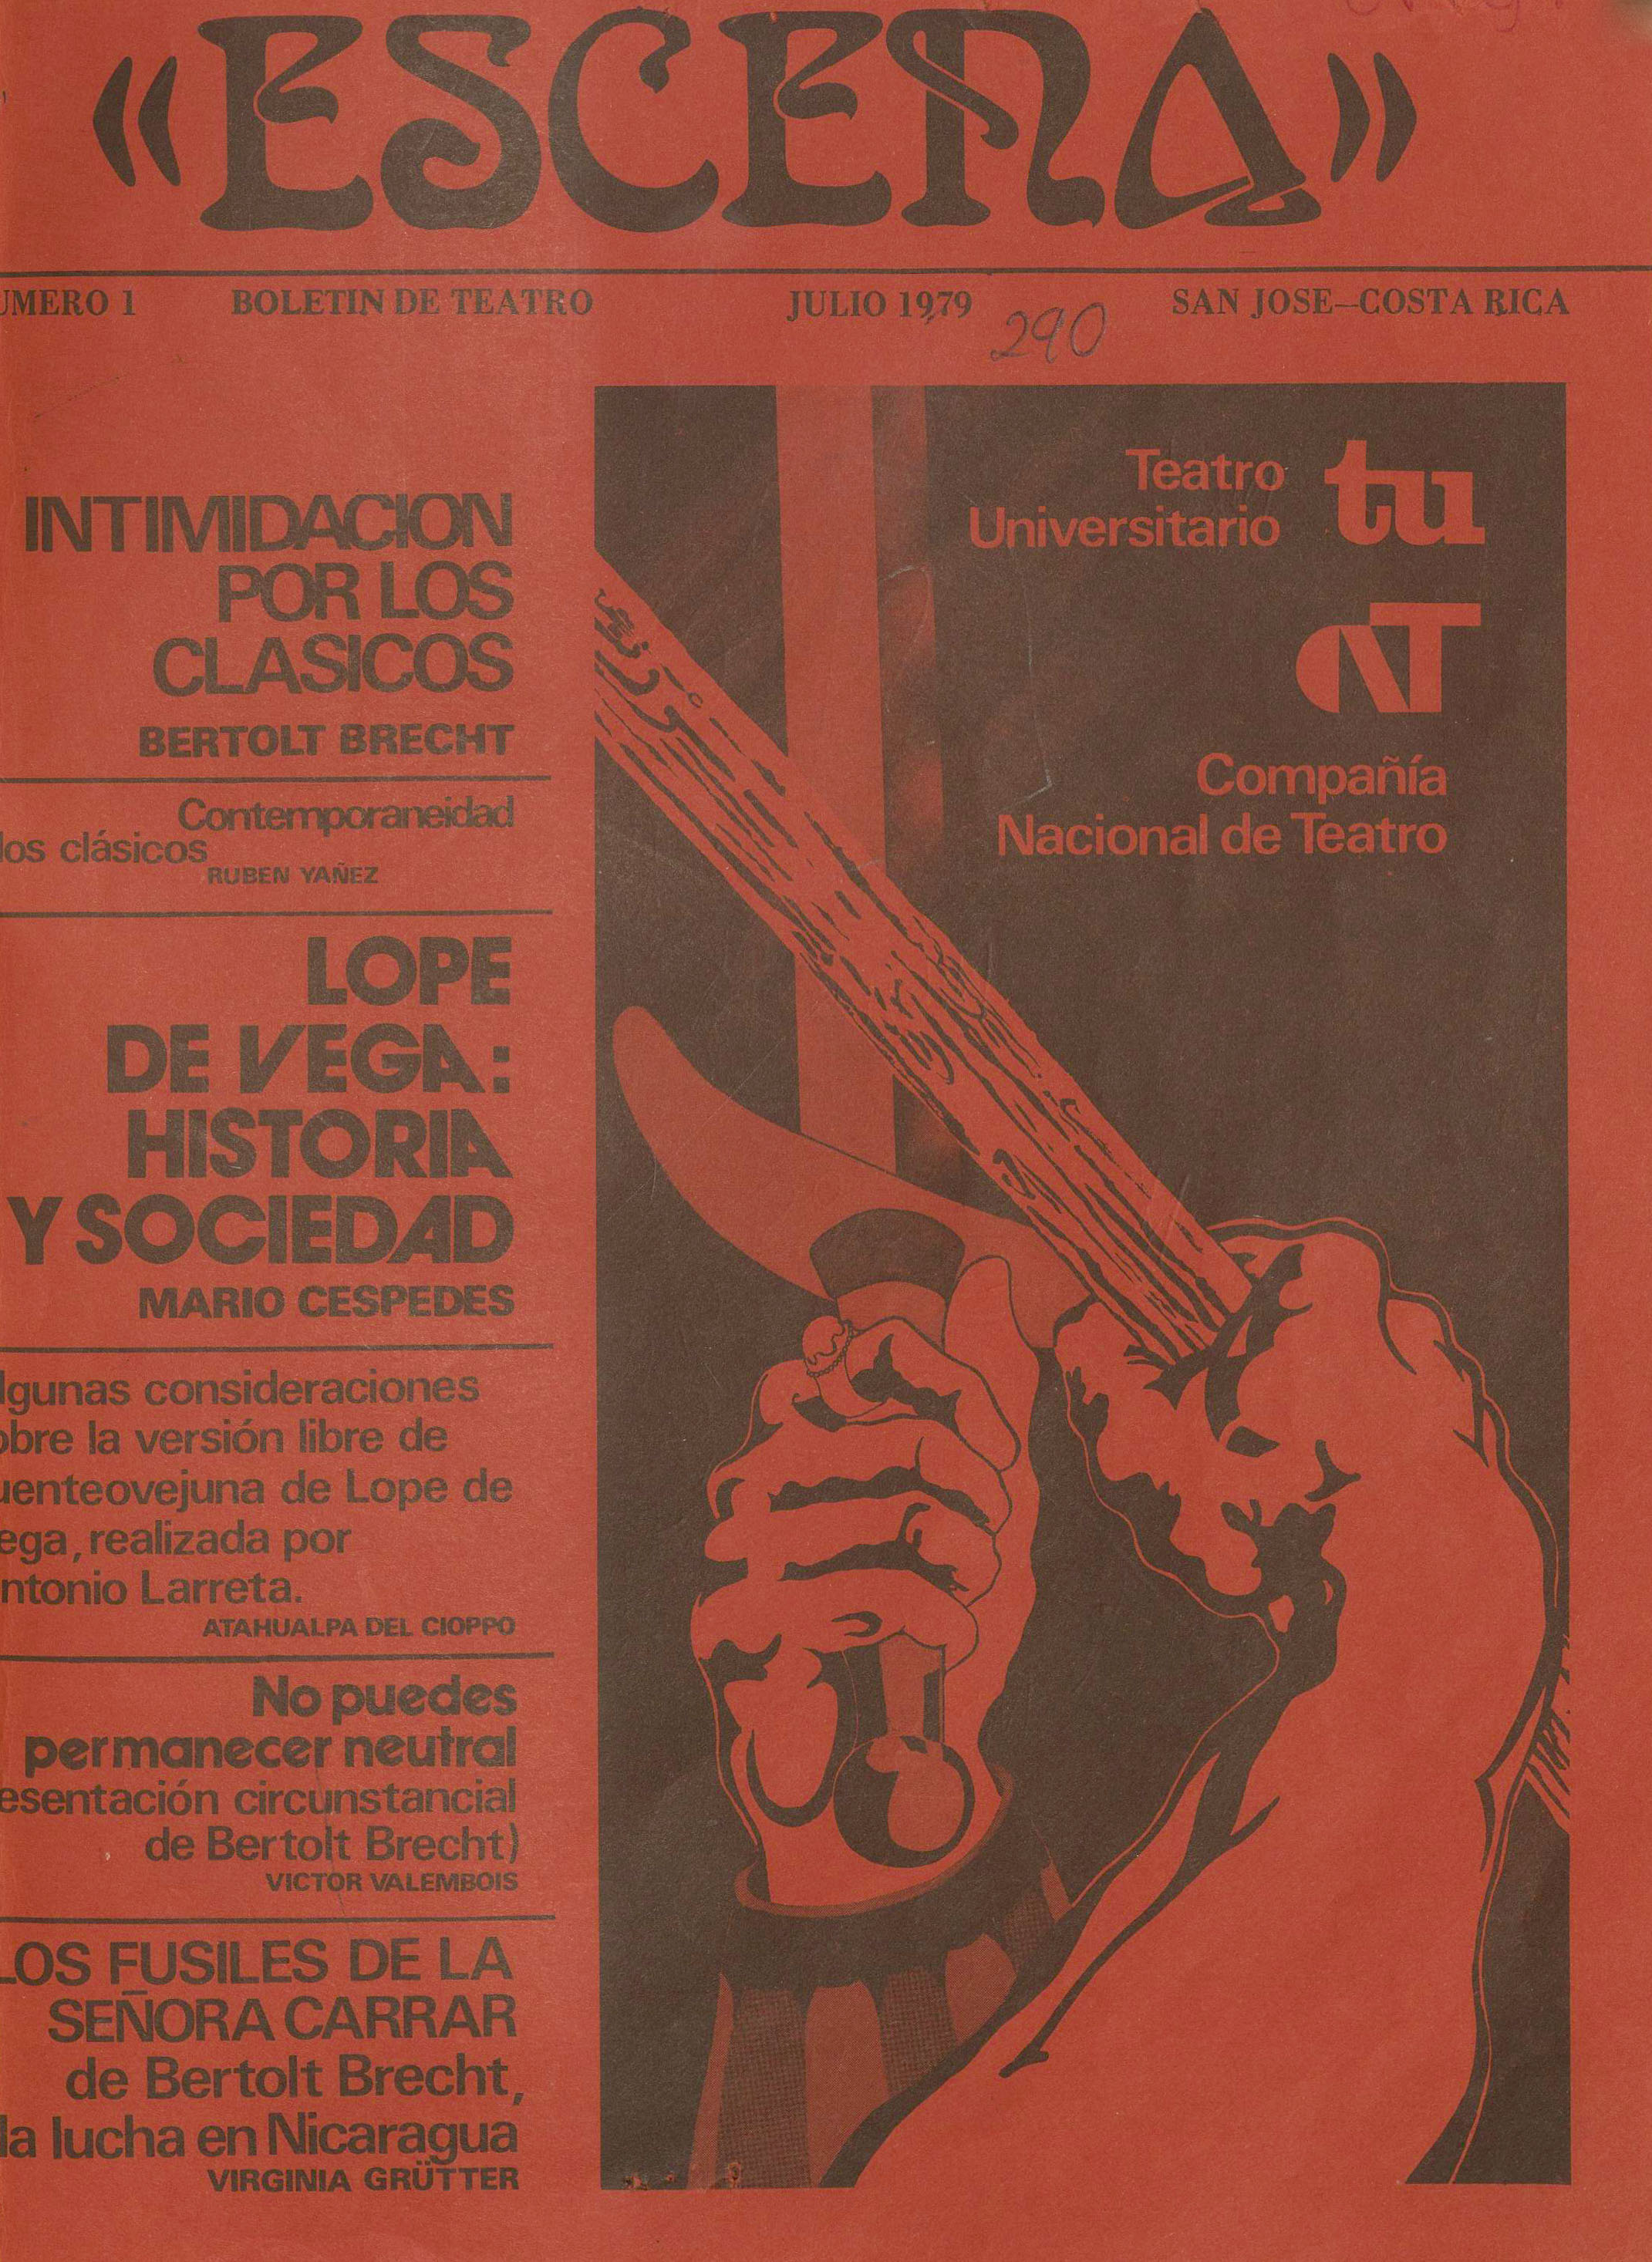 «ESCENA»
UMERO 1 BOLETIN DE TEATRO JULIO 1979 SAN JOSE—COSTA RICA
290
INTIMIDACION
POR LOS
CLASICOS
BERTOLT BRECHT
Contemporaneidad
los clásicos
RUBEN YAÑEZ
LOPE
DE VEGA:
HISTORIA
Y SOCIEDAD
MARIO CESPEDES
lgunas consideraciones
obre la versión libre de
uenteovejuna de Lope de
ega, realizada por
ntonio Larreta.
ATAHUALPA DEL CIOPPO
No puedes
permanecer neutral
esentación circunstancial
de Bertolt Brecht)
VICTOR VALEMBOIS
LOS FUSILES DE LA
SEÑORA CARRAR
de Bertolt Brecht,
la lucha en Nicaragua
VIRGINIA GRÜTTER
Teatro
Universitario
tu
CNT
Compañía
Nacional de Teatro